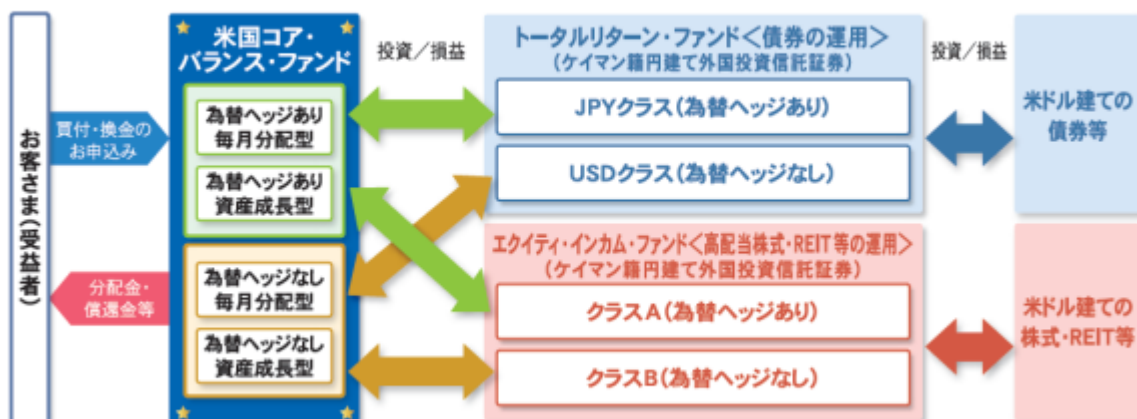 お客さま(受益者)
買付・換金の
お申込み
分配金・
償還金等
米国コア・
バランス・ファンド
為替ヘッジあり
毎月分配型
為替ヘッジあり
資産成長型
為替ヘッジなし
毎月分配型
為替ヘッジなし
資産成長型
投資/損益
トータルリターン・ファンド<債券の運用>
(ケイマン籍円建て外国投資信託証券)
JPYクラス(為替ヘッジあり)
USDクラス(為替ヘッジなし)
エクイティ・インカム・ファンド<高配当株式・REIT等の運用>
(ケイマン籍円建て外国投資信託証券)
クラスA(為替ヘッジあり)
クラスB(為替ヘッジなし)
投資/損益
米ドル建ての
債券等
米ドル建ての
株式・REIT等